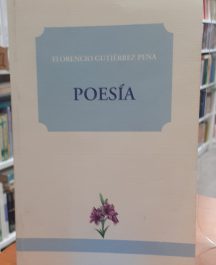 FLORENCIO GUTIÉRREZ PEÑA
POESÍA